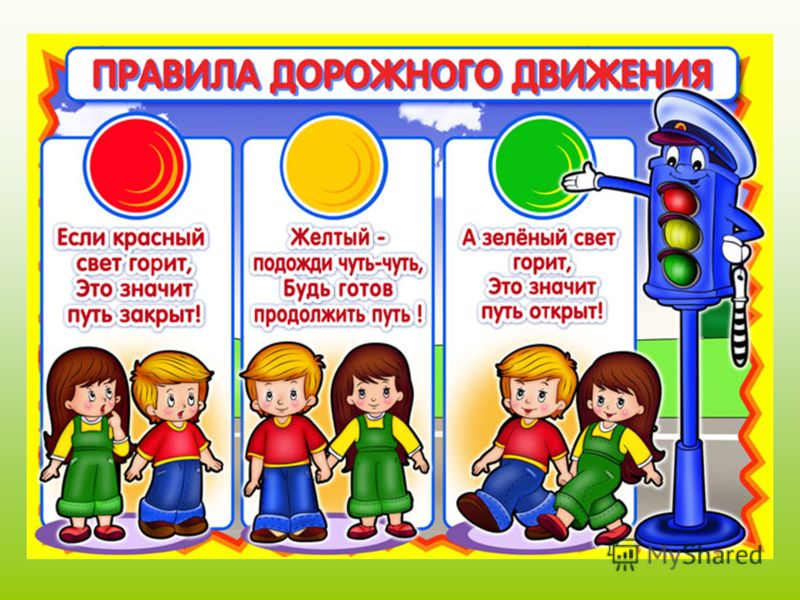 ПРАВИЛА ДОРОЖНОГО ДВИЖЕНИЯ
Если красный
свет горит,
Это значит
путь закрыт!
Желтый -
подожди чуть-чуть,
Будь готов
продолжить путь !
А зелёный свет
горит,
Это значит
путь открыт!
MyShared